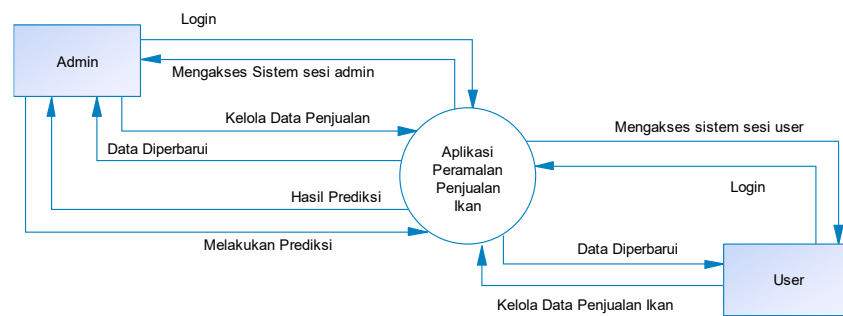 Login
Admin
Mengakses Sistem sesi admin
Kelola Data Penjualan
Mengakses sistem sesi user
Data Diperbarui
Aplikasi
Peramalan
Penjualan
Ikan
Login
Hasil Prediksi
Melakukan Prediksi
Data Diperbarui
User
Kelola Data Penjualan Ikan